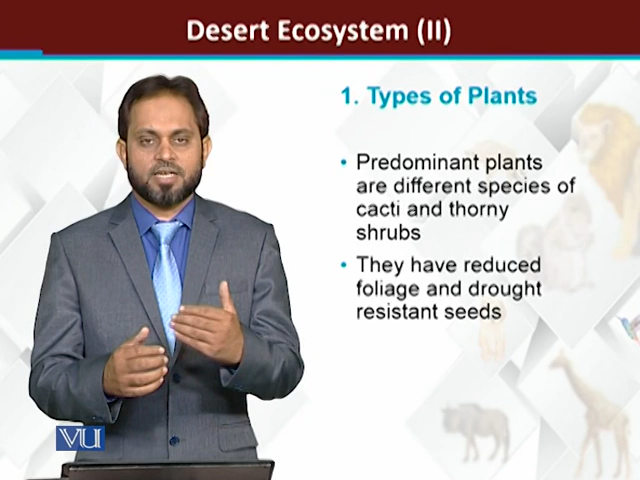 Desert Ecosystem (II)
1. Types of Plants
• Predominant plants
are different species of
cacti and thorny
shrubs
• They have reduced
foliage and drought
resistant seeds
VU